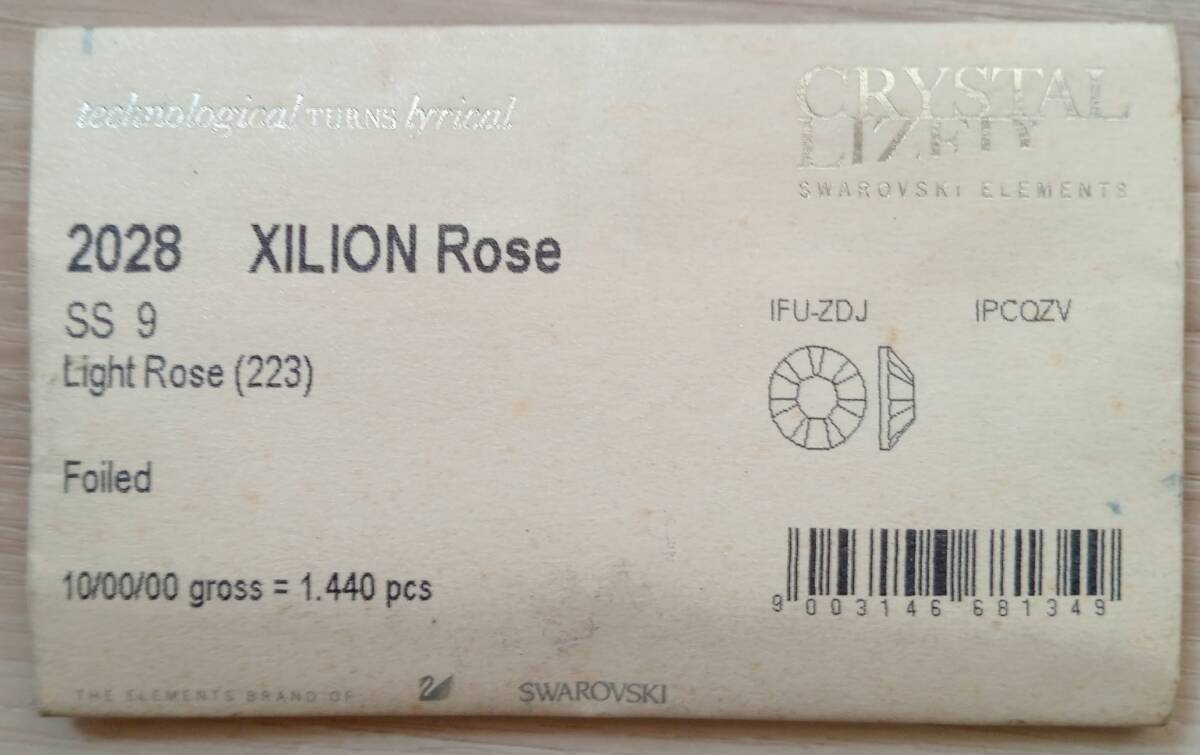 technological TURNS lyrical
CRYSTAL
SWAROVSKI ELEMENTS
2028 XILION Rose
SS 9
Light Rose (223)
IFU-ZDJ IPCQZV
Foiled
10/00/00 gross = 1.440 pcs
9 003146 681349
THE ELEMENTS BRAND OF SWAROVSKI